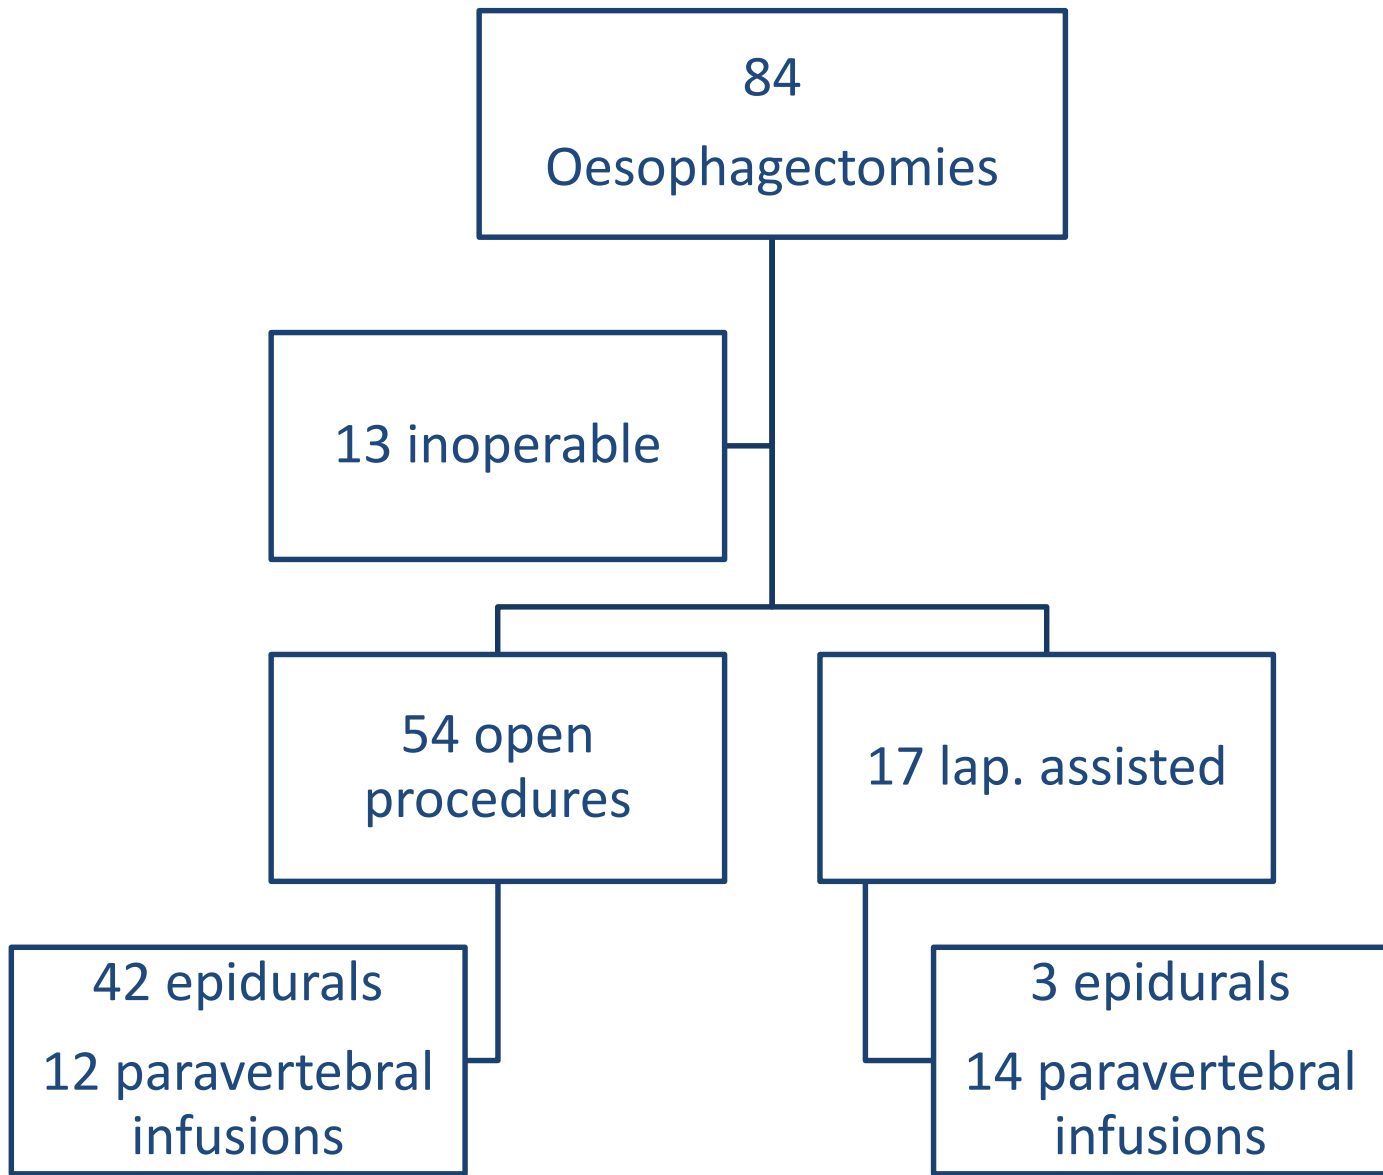 84
Oesophagectomies
13 inoperable
54 open
procedures
17 lap. assisted
42 epidurals
12 paravertebral
infusions
3 epidurals
14 paravertebral
infusions